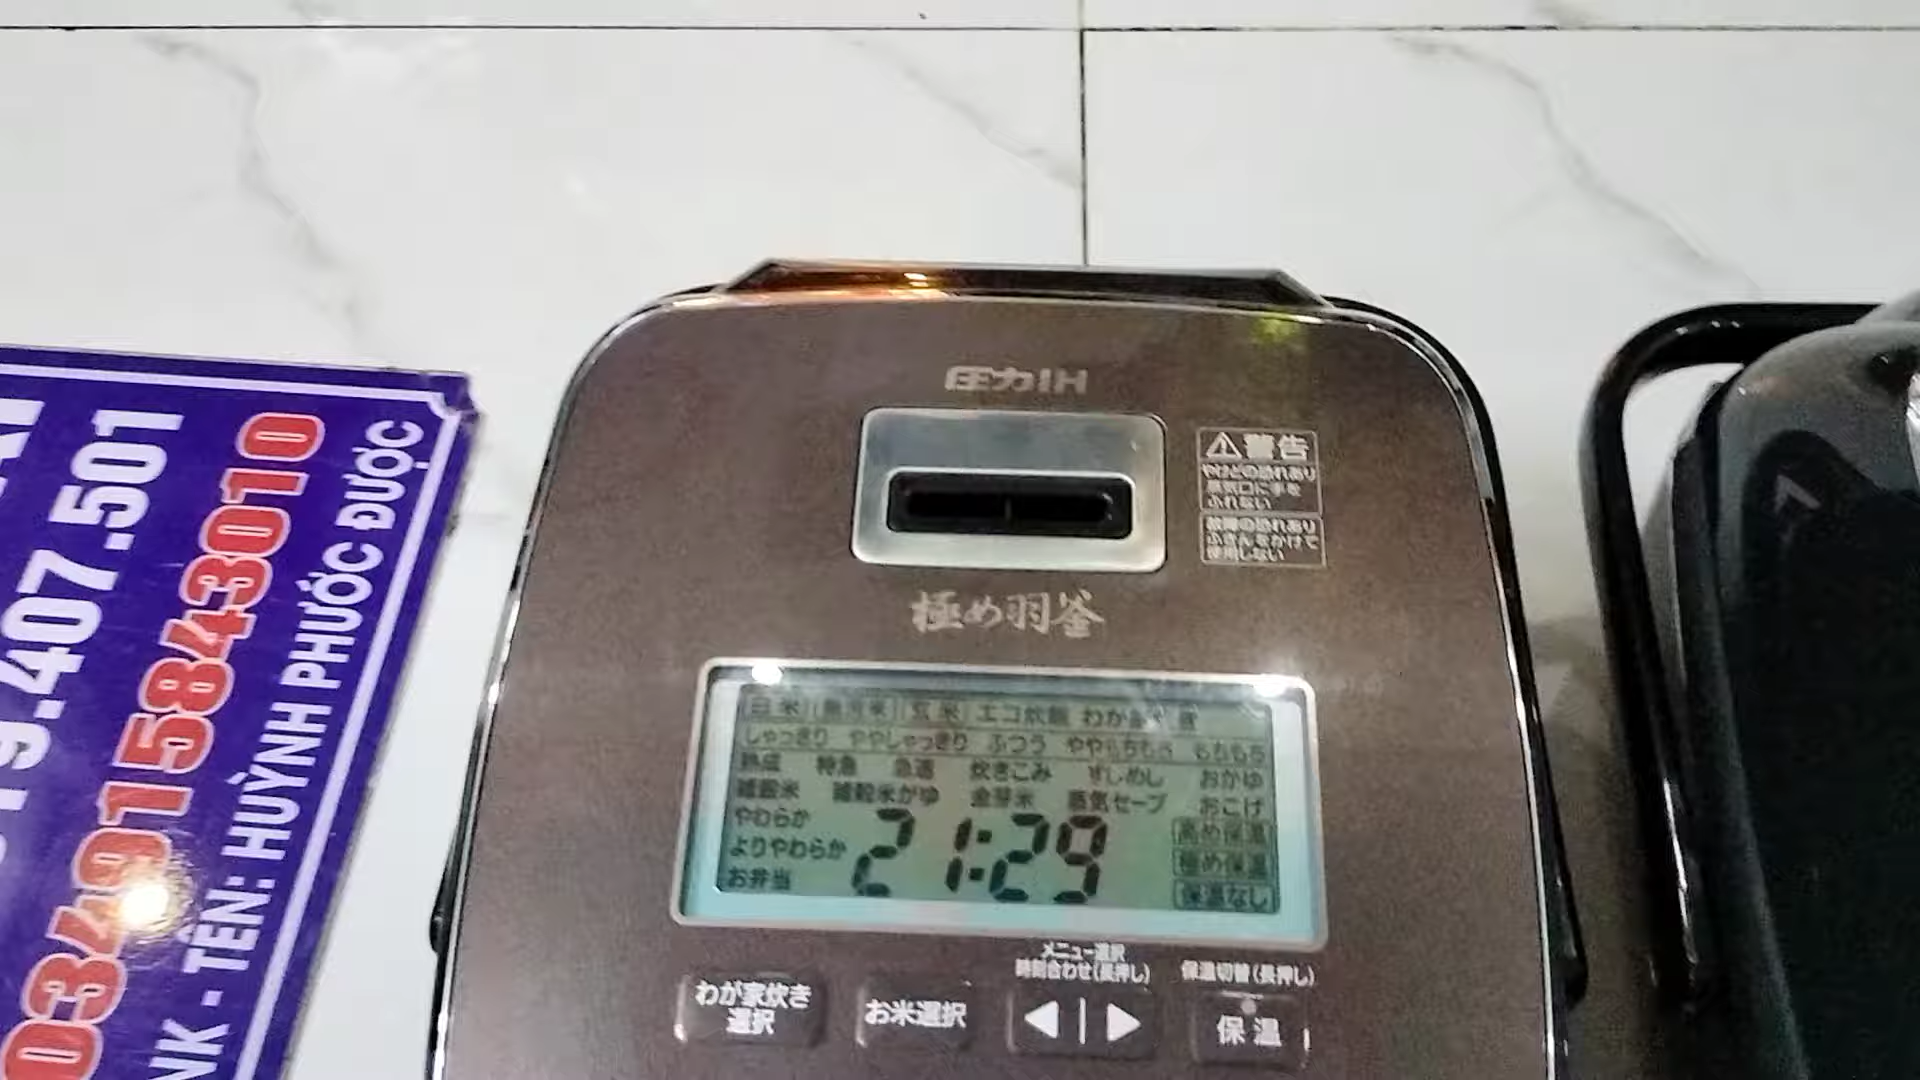 407.501
0349915843010
NK - TÊN: HUỲNH PHƯỚC ĐƯỢC
圧力IH
警告
やけどの恐れあり
蒸気口に手を
ふれない
故障の恐れあり
ふきんをかけて
使用しない
極め羽釜
白米 無洗米 玄米 エコ炊飯
しゃっきり ややしゃっきり ふつう ややもちもち もちもち
熟成 特急 急速 炊きこみ すしめし おかゆ
雑穀米 雑穀米がゆ 金芽米 蒸気セーブ おこげ
やわらか
よりやわらか
お弁当
21:29
高め保温
極め保温
保温なし
メニュー選択
時刻合わせ(長押し)
保温切替(長押し)
わが家炊き
選択
お米選択
保温